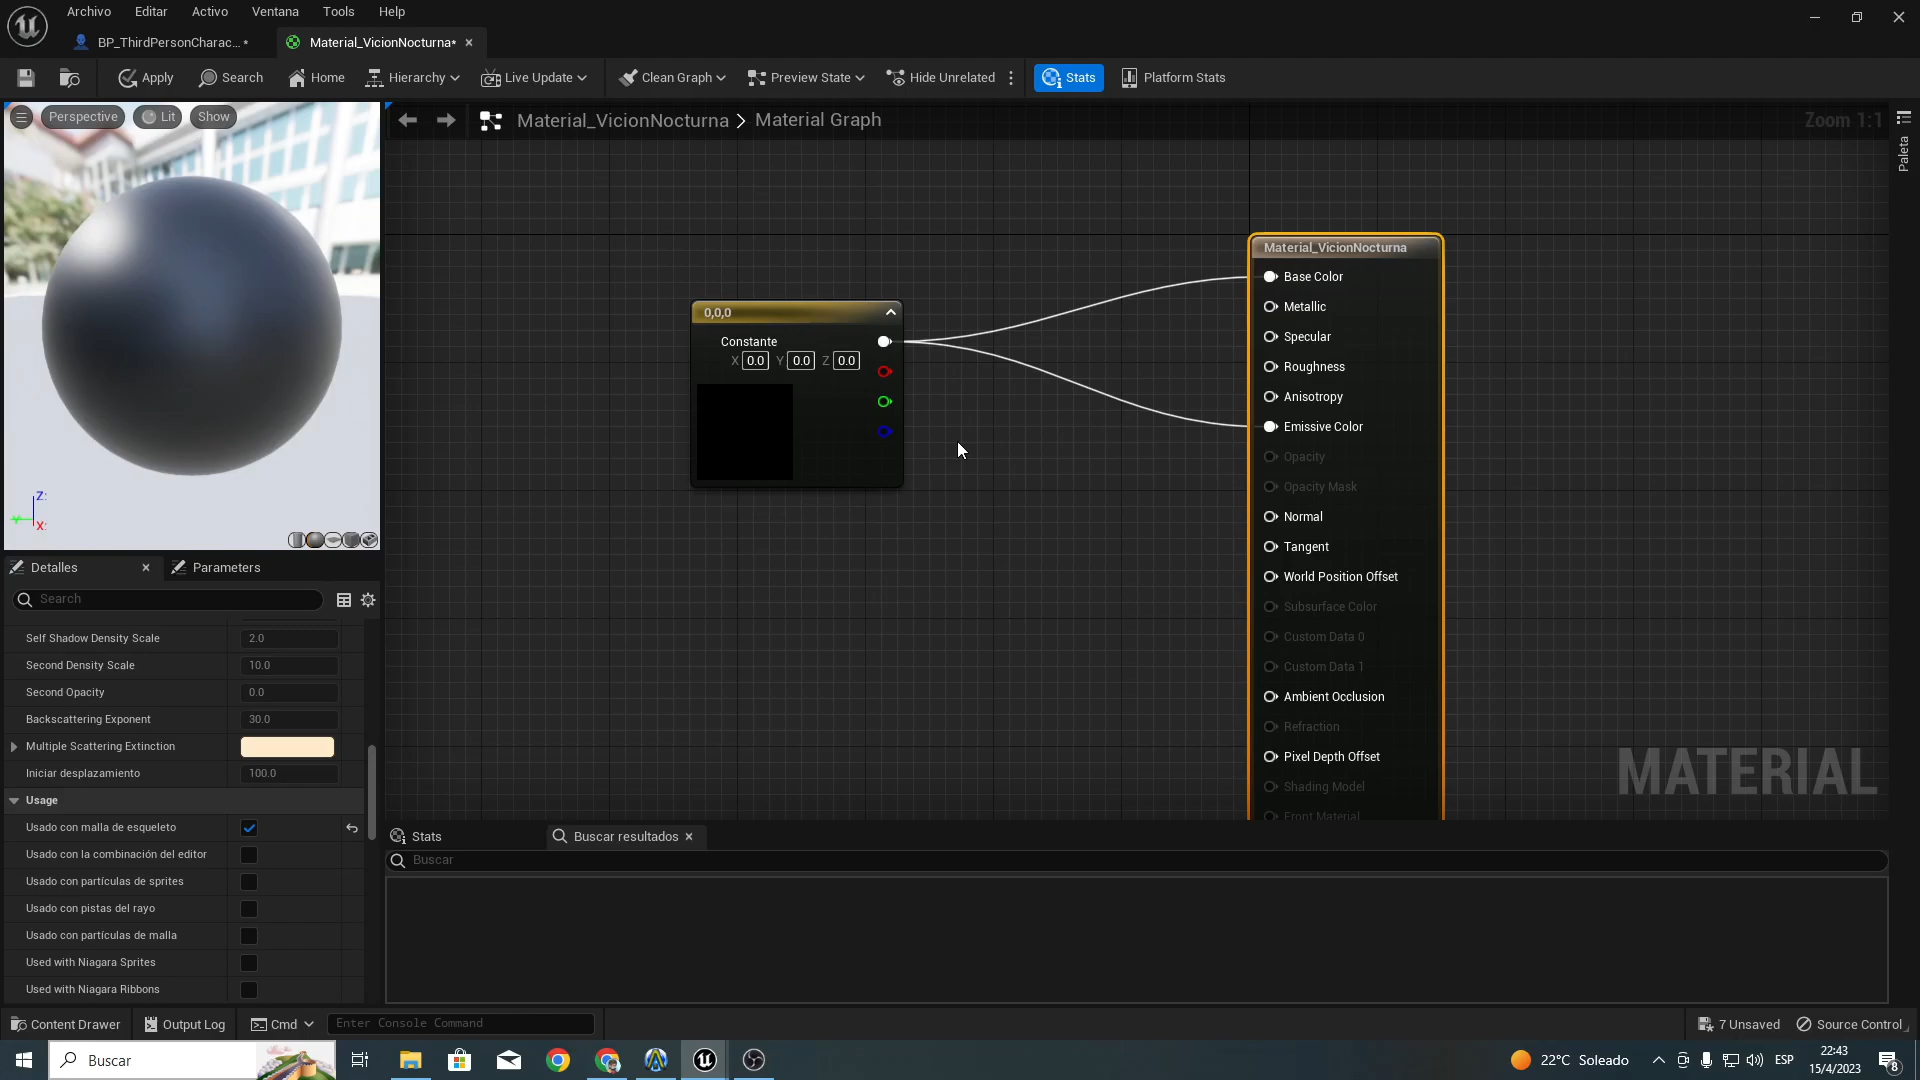 Archivo Editar Activo Ventana Tools Help
BP_ThirdPersonCharac... • Material_VicionNocturna*
Apply Search Home Hierarchy Live Update Clean Graph Preview State Hide Unrelated Stats Platform Stats
Perspective Lit Show
Material_VicionNocturna > Material Graph Zoom 1:1
Paleta
0,0,0
Constante
X 0.0 Y 0.0 Z 0.0
Material_VicionNocturna
Base Color
Metallic
Specular
Roughness
Anisotropy
Emissive Color
Opacity
Opacity Mask
Normal
Tangent
World Position Offset
Subsurface Color
Custom Data 0
Custom Data 1
Ambient Occlusion
Refraction
Pixel Depth Offset
Shading Model
Front Material
MATERIAL
Z
Y
X
Detalles Parameters
Search
Self Shadow Density Scale 2.0
Second Density Scale 10.0
Second Opacity 0.0
Backscattering Exponent 30.0
Multiple Scattering Extinction
Iniciar desplazamiento 100.0
Usage
Usado con malla de esqueleto
Usado con la combinación del editor
Usado con partículas de sprites
Usado con pistas del rayo
Usado con partículas de malla
Used with Niagara Sprites
Used with Niagara Ribbons
Stats Buscar resultados
Buscar
Content Drawer Output Log Cmd Enter Console Command 7 Unsaved Source Control
Buscar
22°C Soleado ESP 22:43
15/4/2023 8